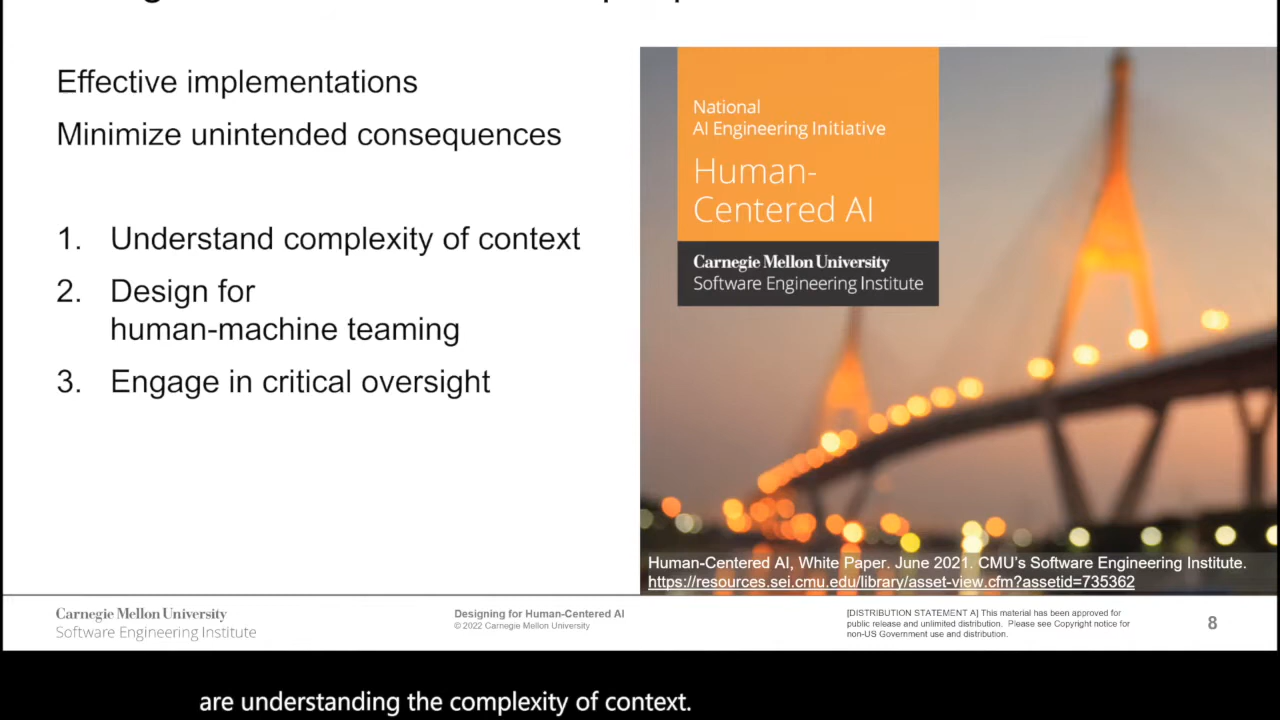 Effective implementations
Minimize unintended consequences
1. Understand complexity of context
2. Design for
human-machine teaming
3. Engage in critical oversight
National
AI Engineering Initiative
Human-
Centered AI
Carnegie Mellon University
Software Engineering Institute
Human-Centered AI, White Paper. June 2021. CMU's Software Engineering Institute.
https://resources.sei.cmu.edu/library/asset-view.cfm?assetid=735362
Carnegie Mellon University
Software Engineering Institute
Designing for Human-Centered AI
© 2022 Carnegie Mellon University
[DISTRIBUTION STATEMENT A] This material has been approved for
public release and unlimited distribution. Please see Copyright notice for
non-US Government use and distribution.
8
are understanding the complexity of context.